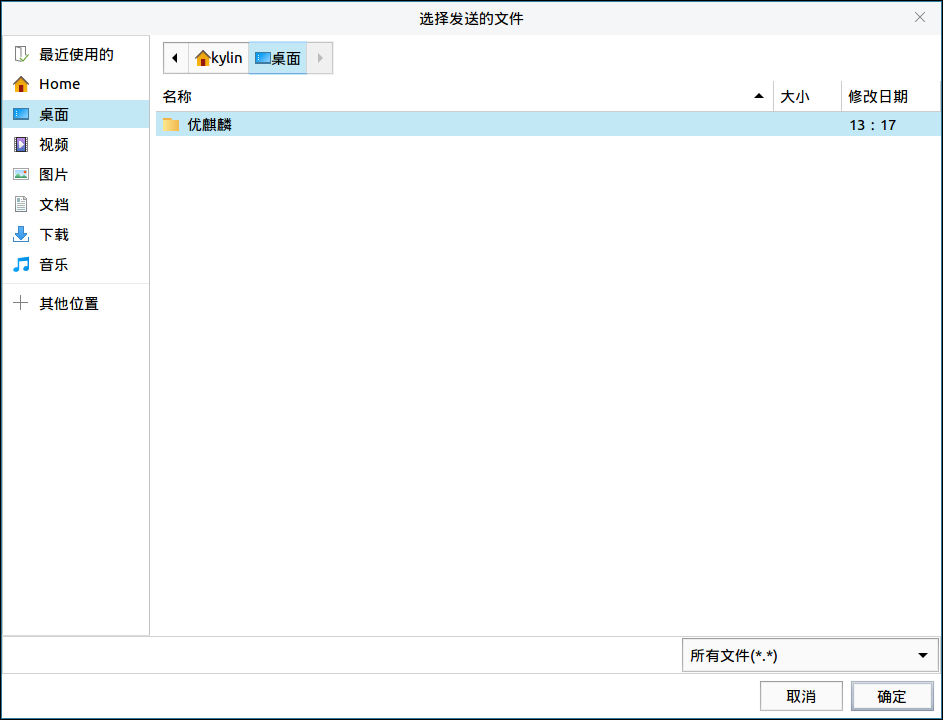 选择发送的文件
最近使用的
Home
桌面
视频
图片
文档
下载
音乐
其他位置
kylin 桌面
名称 大小 修改日期
优麒麟 13：17
所有文件(*.*)
取消 确定